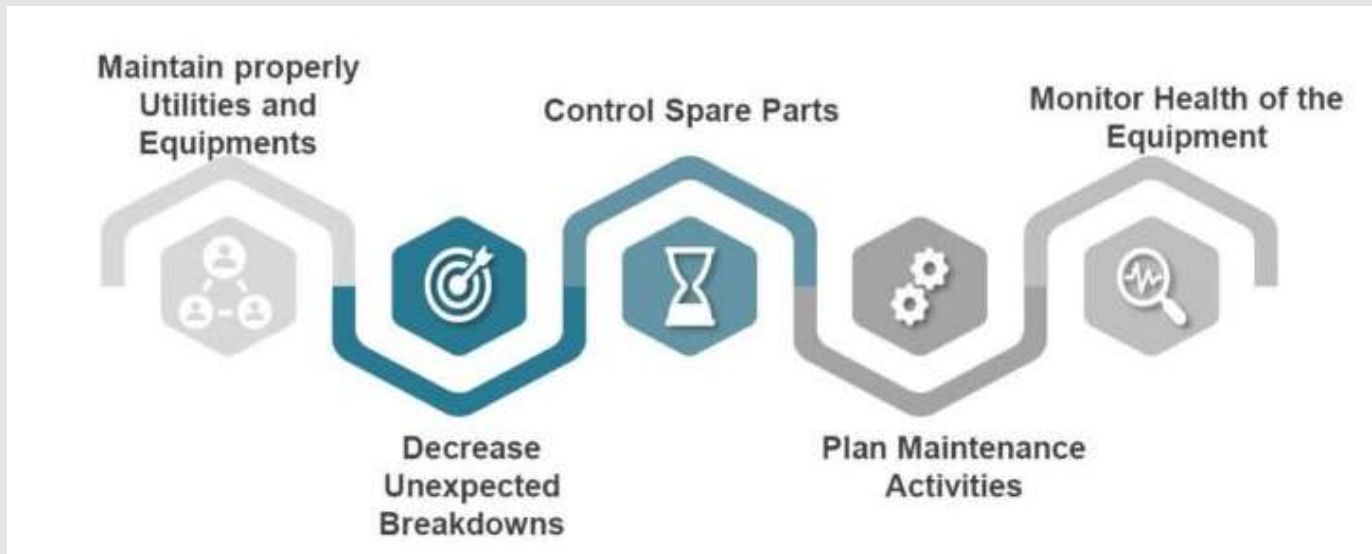 Maintain properly
Utilities and
Equipments
Decrease
Unexpected
Breakdowns
Control Spare Parts
Plan Maintenance
Activities
Monitor Health of the
Equipment